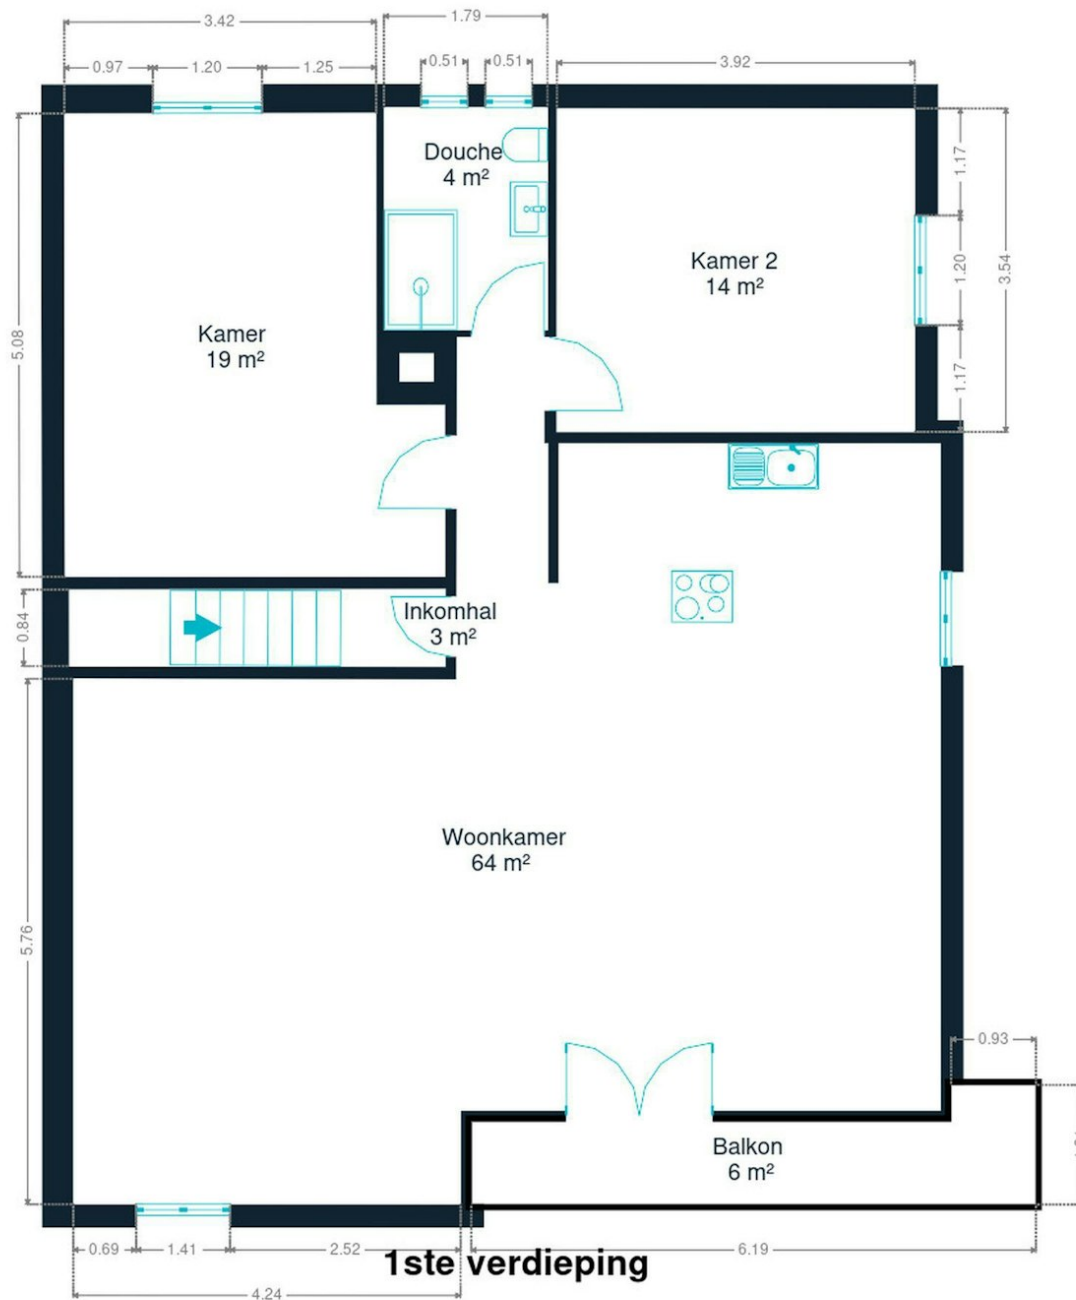 3.42
1.79
0.97
1.20
1.25
0.51
0.51
3.92
Douche
4 m²
1.17
Kamer 2
14 m²
1.20
3.54
Kamer
19 m²
5.08
1.17
Inkomhal
3 m²
0.84
Woonkamer
64 m²
5.76
0.93
Balkon
6 m²
0.69
1.41
2.52
6.19
1ste verdieping
4.24